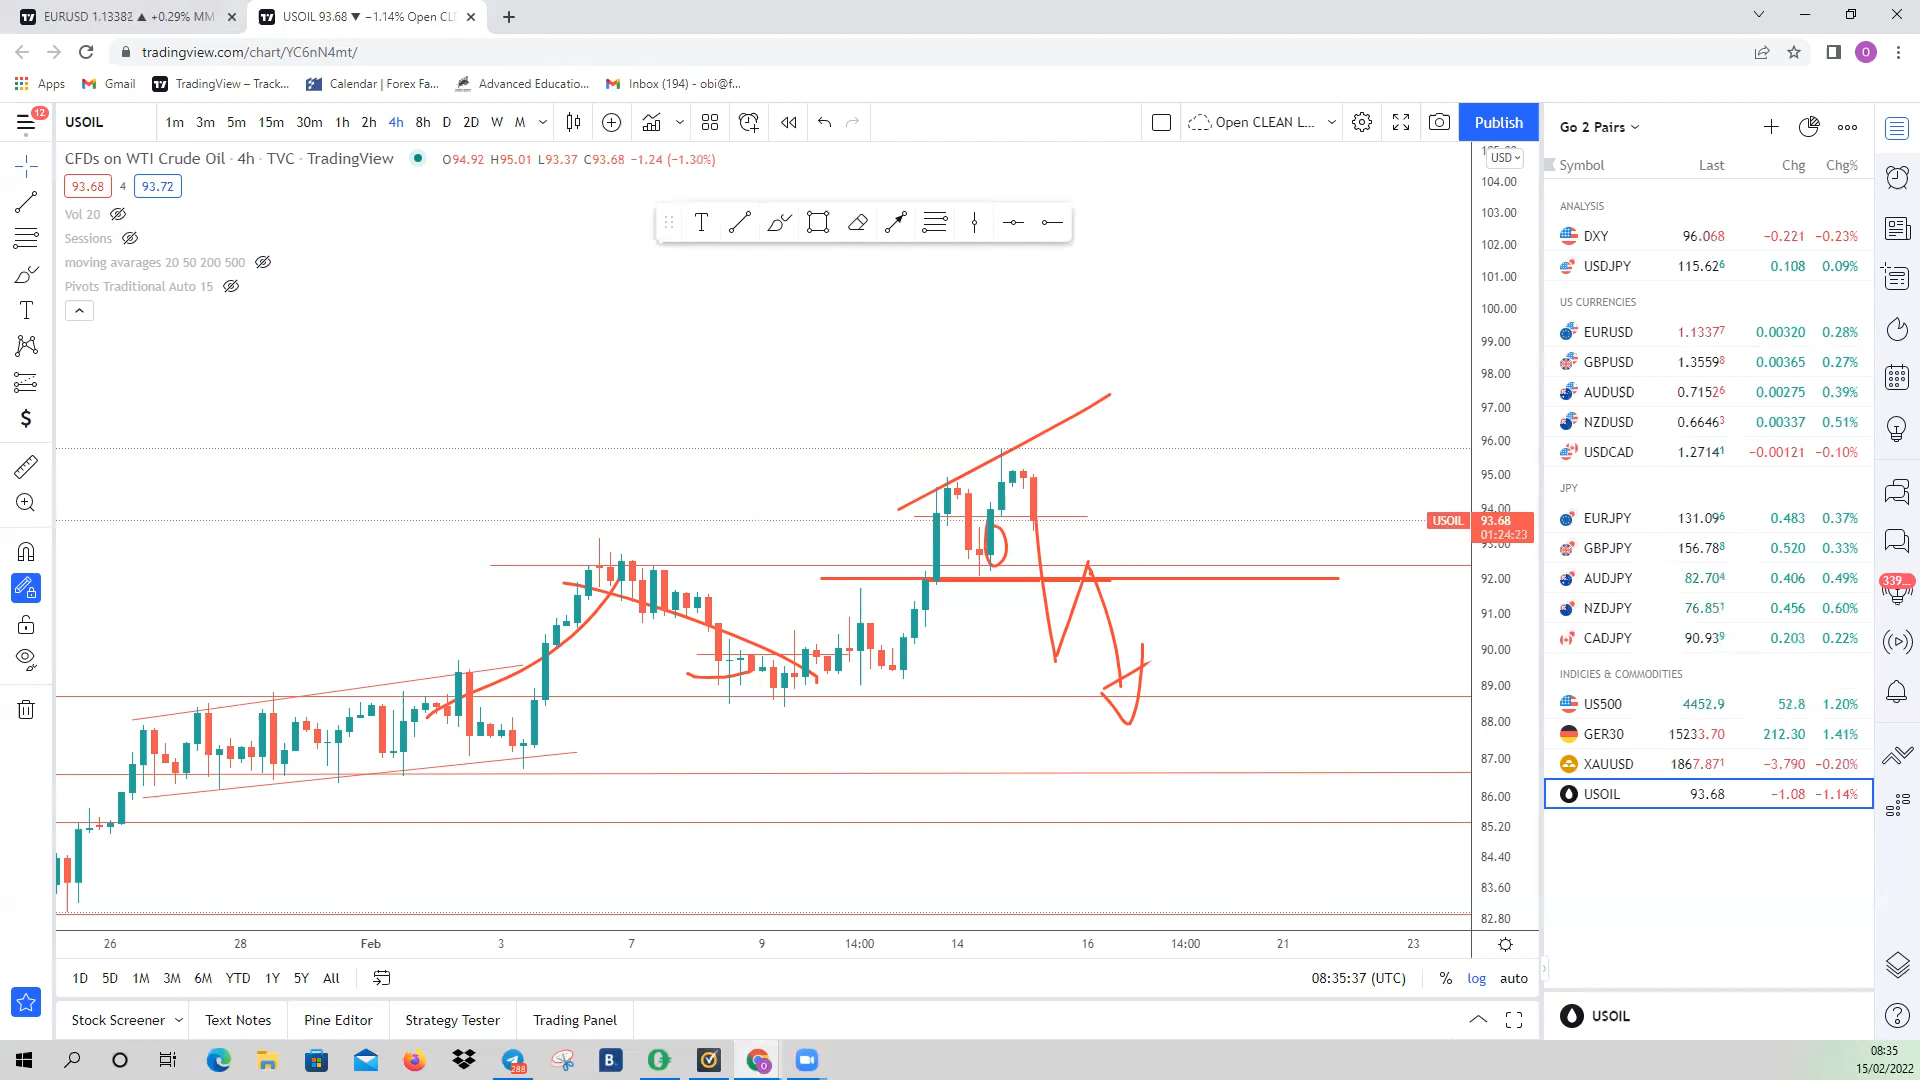 EURUSD 1.13382 ▲ +0.29% MM
USOIL 93.68 ▼ −1.14% Open CLE
tradingview.com/chart/YC6nN4mt/
O
Apps
Gmail
TradingView – Track...
Calendar | Forex Fa...
Advanced Educatio...
Inbox (194) - obi@f...
12
USOIL
1m 3m 5m 15m 30m 1h 2h 4h 8h D 2D W M
Open CLEAN L...
Publish
CFDs on WTI Crude Oil · 4h · TVC · TradingView
O94.92 H95.01 L93.37 C93.68 −1.24 (−1.30%)
93.68 4 93.72
Vol 20
Sessions
moving avarages 20 50 200 500
Pivots Traditional Auto 15
USD
104.00
103.00
102.00
101.00
100.00
99.00
98.00
97.00
96.00
95.00
94.00
USOIL 93.68
01:24:23
93.00
92.00
91.00
90.00
89.00
88.00
87.00
86.00
85.20
84.40
83.60
82.80
26 28 Feb 3 7 9 14:00 14 16 14:00 21 23
1D 5D 1M 3M 6M YTD 1Y 5Y All
08:35:37 (UTC)
% log auto
Stock Screener
Text Notes
Pine Editor
Strategy Tester
Trading Panel
Go 2 Pairs
Symbol Last Chg Chg%
ANALYSIS
DXY 96.068 −0.221 −0.23%
USDJPY 115.626 0.108 0.09%
US CURRENCIES
EURUSD 1.13377 0.00320 0.28%
GBPUSD 1.35598 0.00365 0.27%
AUDUSD 0.71526 0.00275 0.39%
NZDUSD 0.66463 0.00337 0.51%
USDCAD 1.27141 −0.00121 −0.10%
JPY
EURJPY 131.096 0.483 0.37%
GBPJPY 156.788 0.520 0.33%
AUDJPY 82.704 0.406 0.49%
NZDJPY 76.851 0.456 0.60%
CADJPY 90.939 0.203 0.22%
INDICIES & COMMODITIES
US500 4452.9 52.8 1.20%
GER30 15233.70 212.30 1.41%
XAUUSD 1867.871 −3.790 −0.20%
USOIL 93.68 −1.08 −1.14%
USOIL
339...
288
B.
08:35
15/02/2022